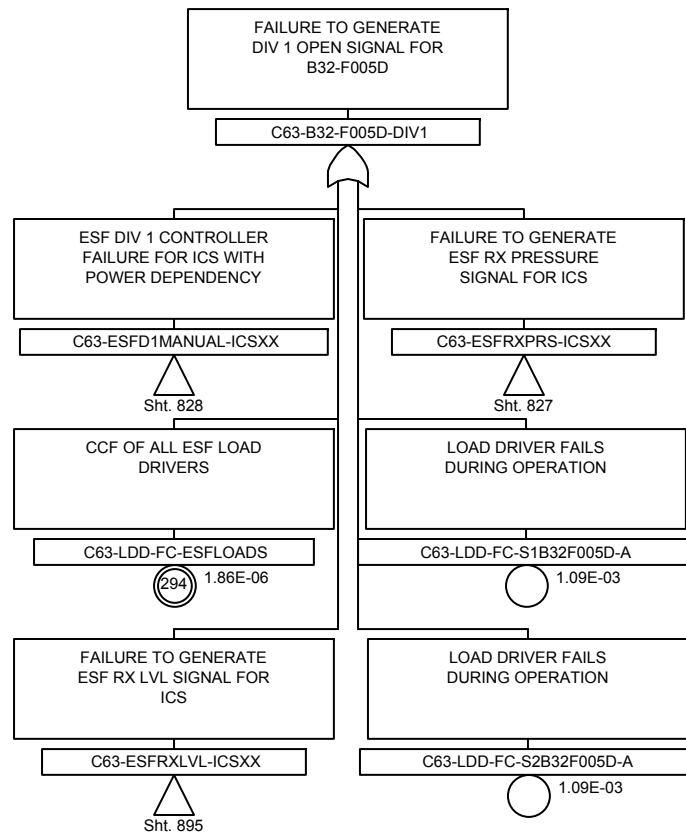 FAILURE TO GENERATE
DIV 1 OPEN SIGNAL FOR
B32-F005D
C63-B32-F005D-DIV1
ESF DIV 1 CONTROLLER
FAILURE FOR ICS WITH
POWER DEPENDENCY
C63-ESFD1MANUAL-ICSXX
Sht. 828
FAILURE TO GENERATE
ESF RX PRESSURE
SIGNAL FOR ICS
C63-ESFRXPRS-ICSXX
Sht. 827
CCF OF ALL ESF LOAD
DRIVERS
C63-LDD-FC-ESFLOADS
294
1.86E-06
LOAD DRIVER FAILS
DURING OPERATION
C63-LDD-FC-S1B32F005D-A
1.09E-03
FAILURE TO GENERATE
ESF RX LVL SIGNAL FOR
ICS
C63-ESFRXLVL-ICSXX
Sht. 895
LOAD DRIVER FAILS
DURING OPERATION
C63-LDD-FC-S2B32F005D-A
1.09E-03